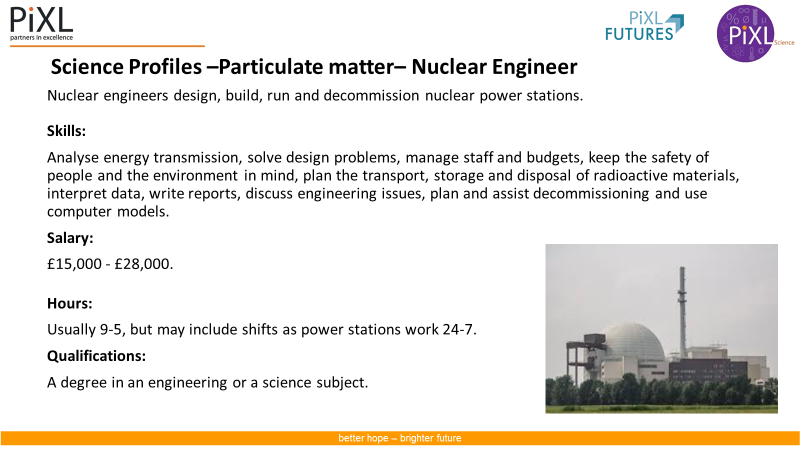 PiXL
partners in excellence
PiXL
FUTURES
PiXL
Science
Science Profiles –Particulate matter– Nuclear Engineer
Nuclear engineers design, build, run and decommission nuclear power stations.
Skills:
Analyse energy transmission, solve design problems, manage staff and budgets, keep the safety of
people and the environment in mind, plan the transport, storage and disposal of radioactive materials,
interpret data, write reports, discuss engineering issues, plan and assist decommissioning and use
computer models.
Salary:
£15,000 - £28,000.
Hours:
Usually 9-5, but may include shifts as power stations work 24-7.
Qualifications:
A degree in an engineering or a science subject.
better hope – brighter future